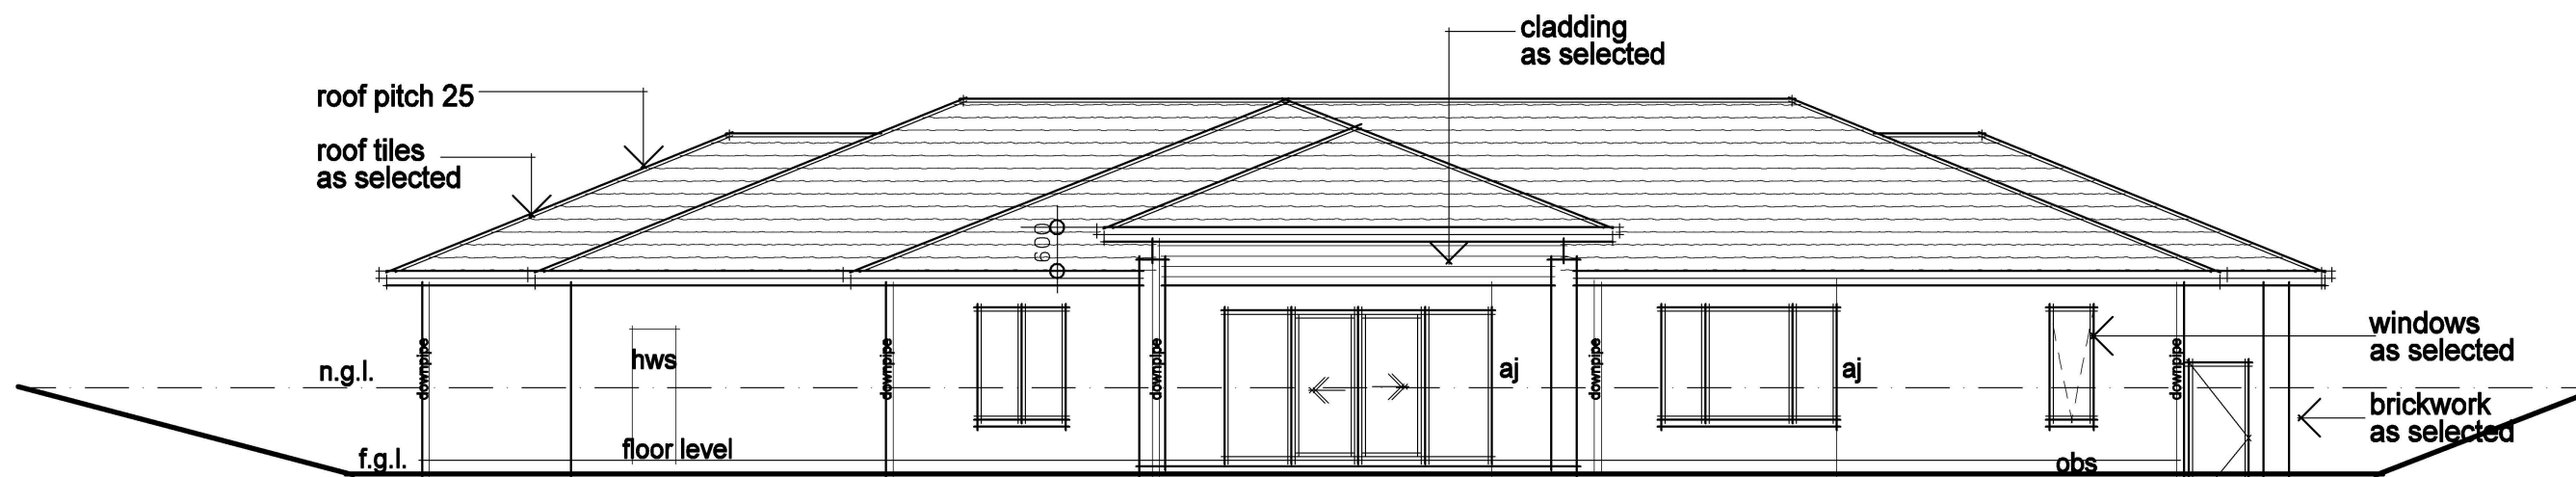 cladding
as selected
roof pitch 25
roof tiles
as selected
600
windows
as selected
hws
n.g.l.
downpipe
downpipe
downpipe
aj
downpipe
aj
downpipe
brickwork
as selected
floor level
f.g.l.
obs